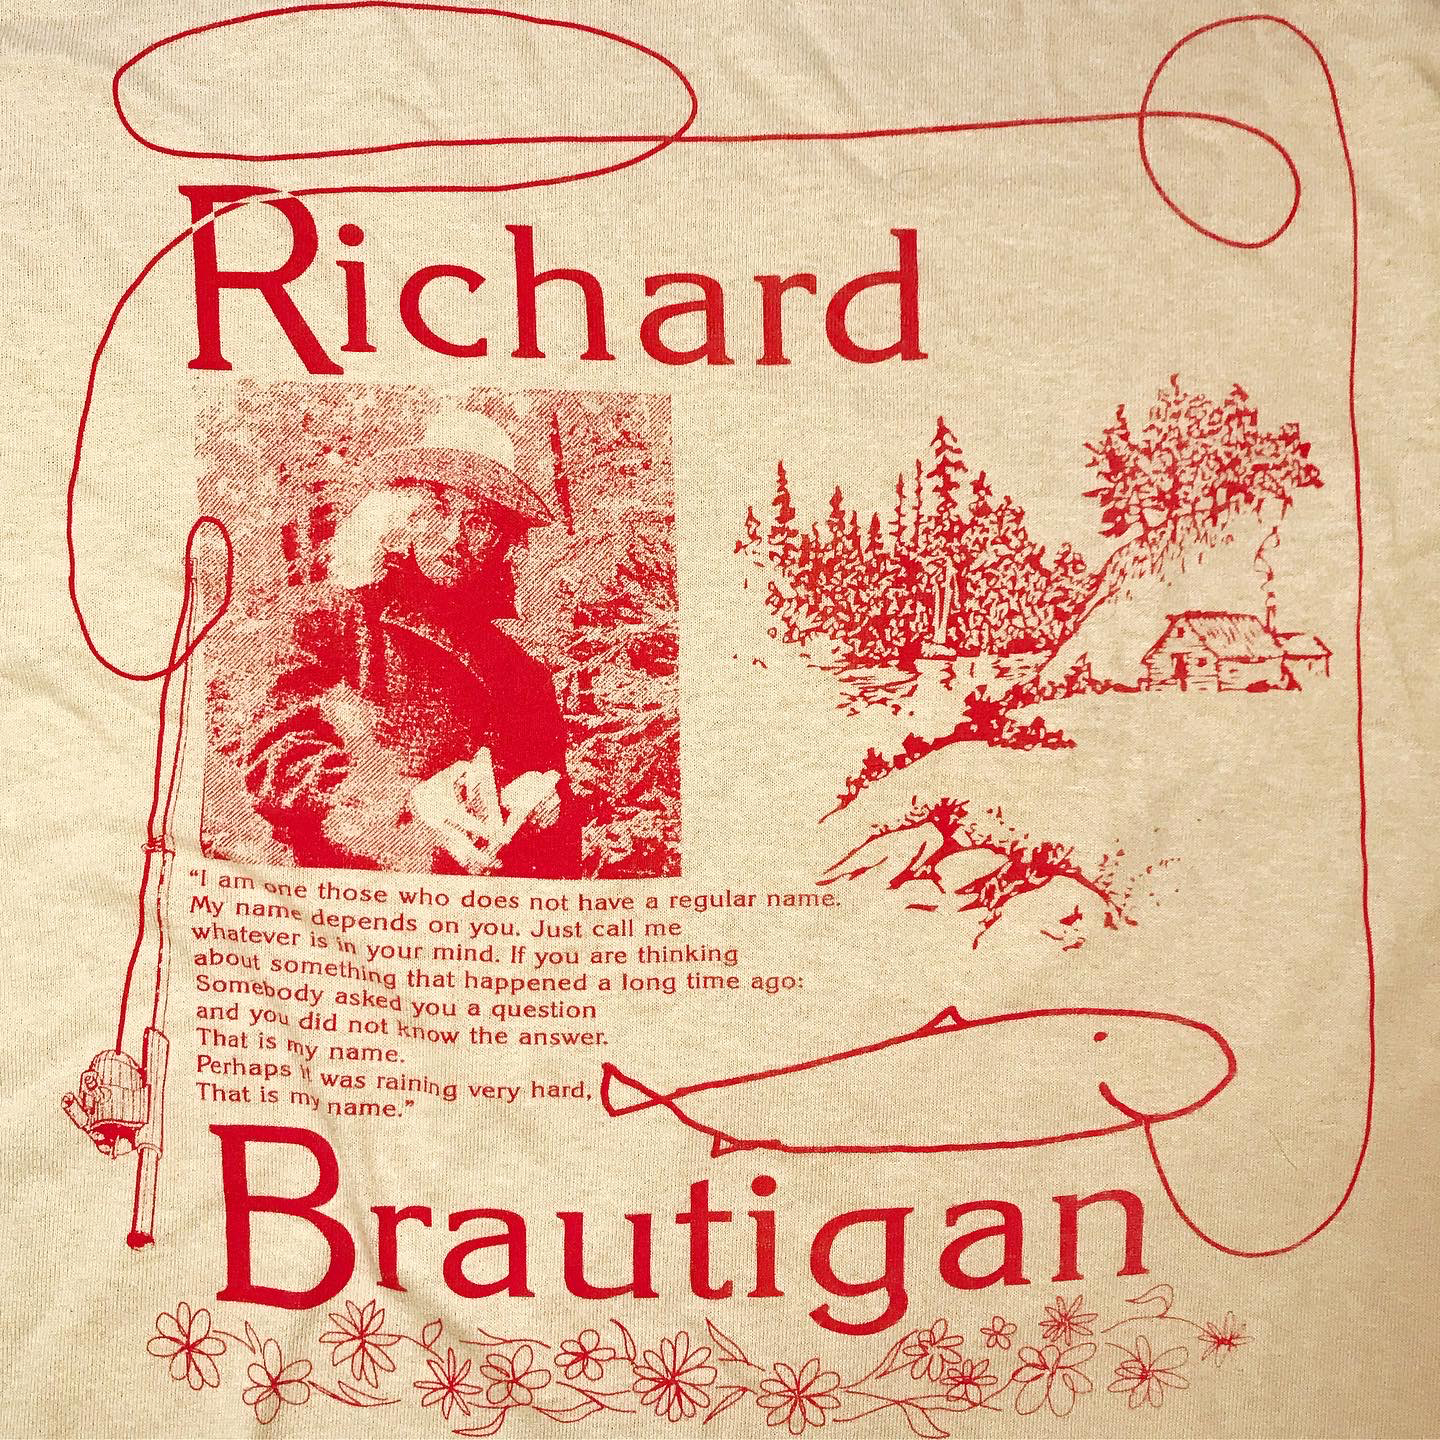 Richard
“I am one those who does not have a regular name.
My name depends on you. Just call me
whatever is in your mind. If you are thinking
about something that happened a long time ago:
Somebody asked you a question
and you did not know the answer.
That is my name.
Perhaps it was raining very hard,
That is my name.”
Brautigan